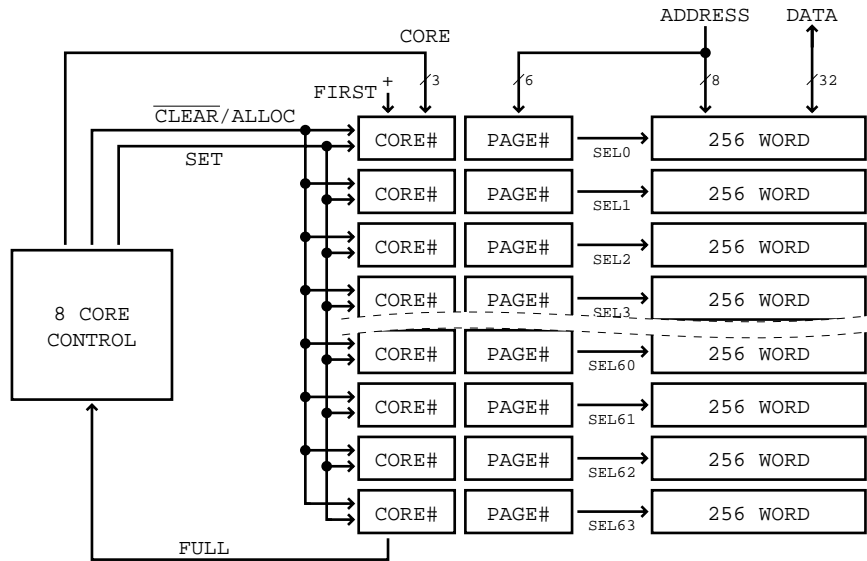 ADDRESS DATA
CORE
3 6 8 32
FIRST +
CLEAR/ALLOC
SET
CORE# PAGE# SEL0 256 WORD
CORE# PAGE# SEL1 256 WORD
CORE# PAGE# SEL2 256 WORD
CORE# PAGE# SEL3 256 WORD
8 CORE
CONTROL
CORE# PAGE# SEL60 256 WORD
CORE# PAGE# SEL61 256 WORD
CORE# PAGE# SEL62 256 WORD
CORE# PAGE# SEL63 256 WORD
FULL